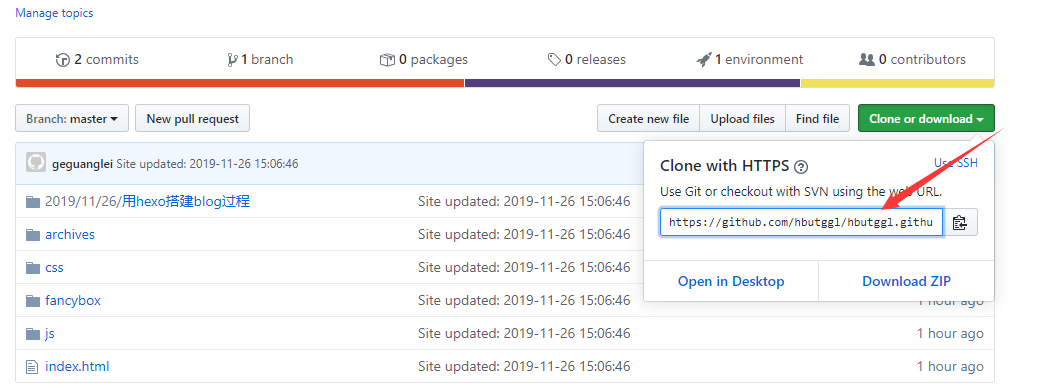 Manage topics
2 commits 1 branch 0 packages 0 releases 1 environment 0 contributors
Branch: master New pull request Create new file Upload files Find file Clone or download
geguanglei Site updated: 2019-11-26 15:06:46
Clone with HTTPS Use SSH
Use Git or checkout with SVN using the web URL.
2019/11/26/用hexo搭建blog过程 Site updated: 2019-11-26 15:06:46
https://github.com/hbutggl/hbutggl.githu
archives Site updated: 2019-11-26 15:06:46
css Site updated: 2019-11-26 15:06:46
Open in Desktop Download ZIP
fancybox Site updated: 2019-11-26 15:06:46 1 hour ago
js Site updated: 2019-11-26 15:06:46 1 hour ago
index.html Site updated: 2019-11-26 15:06:46 1 hour ago